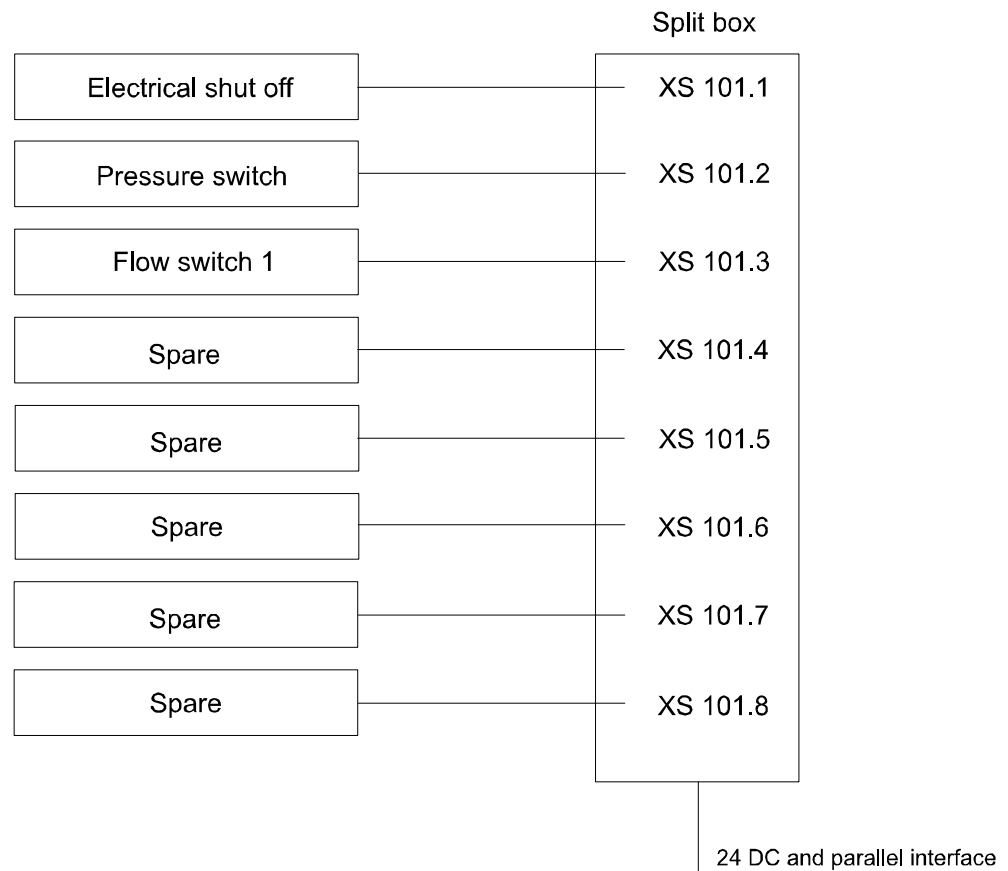 Split box
Electrical shut off XS 101.1
Pressure switch XS 101.2
Flow switch 1 XS 101.3
Spare XS 101.4
Spare XS 101.5
Spare XS 101.6
Spare XS 101.7
Spare XS 101.8
24 DC and parallel interface